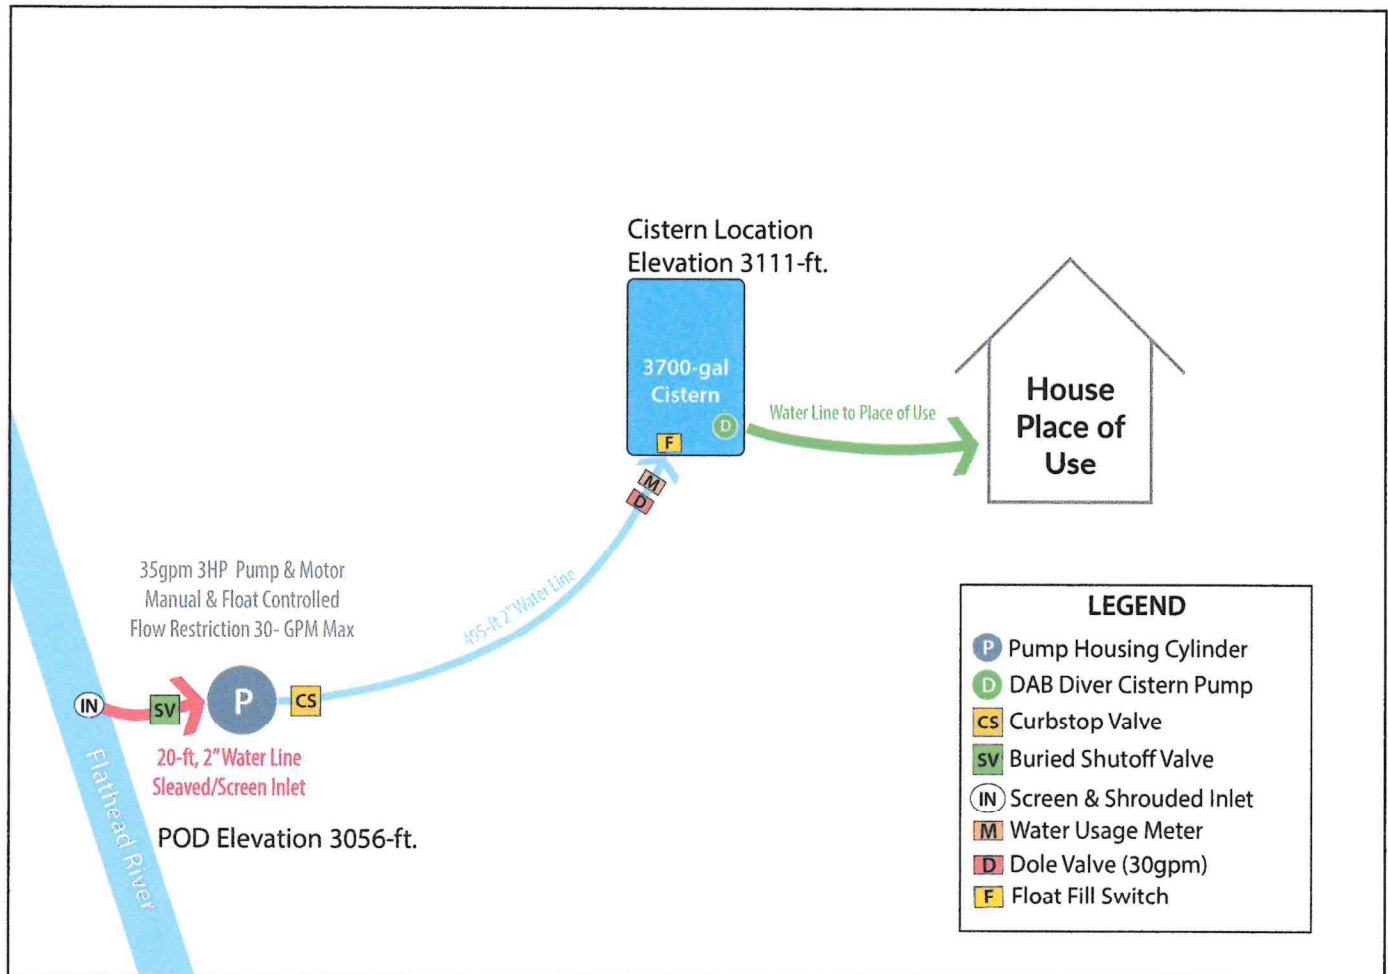 Cistern Location
Elevation 3111-ft.
3700-gal
Cistern
D
F
M
D
Water Line to Place of Use
House
Place of
Use
35gpm 3HP Pump & Motor
Manual & Float Controlled
Flow Restriction 30- GPM Max
495-ft 2" Water Line
IN
SV
P
CS
20-ft, 2" Water Line
Sleaved/Screen Inlet
POD Elevation 3056-ft.
Flathead River
LEGEND
P Pump Housing Cylinder
D DAB Diver Cistern Pump
CS Curbstop Valve
SV Buried Shutoff Valve
IN Screen & Shrouded Inlet
M Water Usage Meter
D Dole Valve (30gpm)
F Float Fill Switch